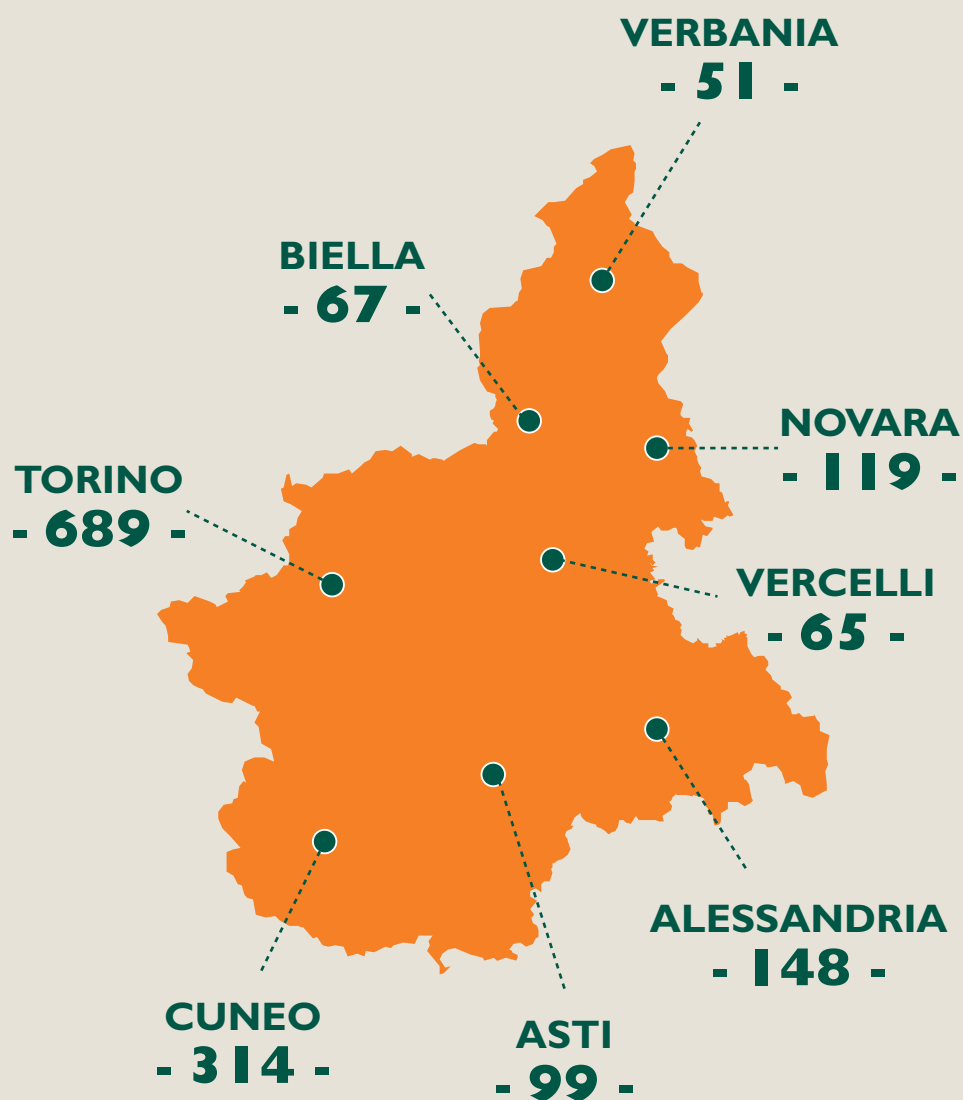 VERBANIA
- 51 -
BIELLA
- 67 -
NOVARA
- 119 -
TORINO
- 689 -
VERCELLI
- 65 -
ALESSANDRIA
- 148 -
CUNEO
- 314 -
ASTI
- 99 -